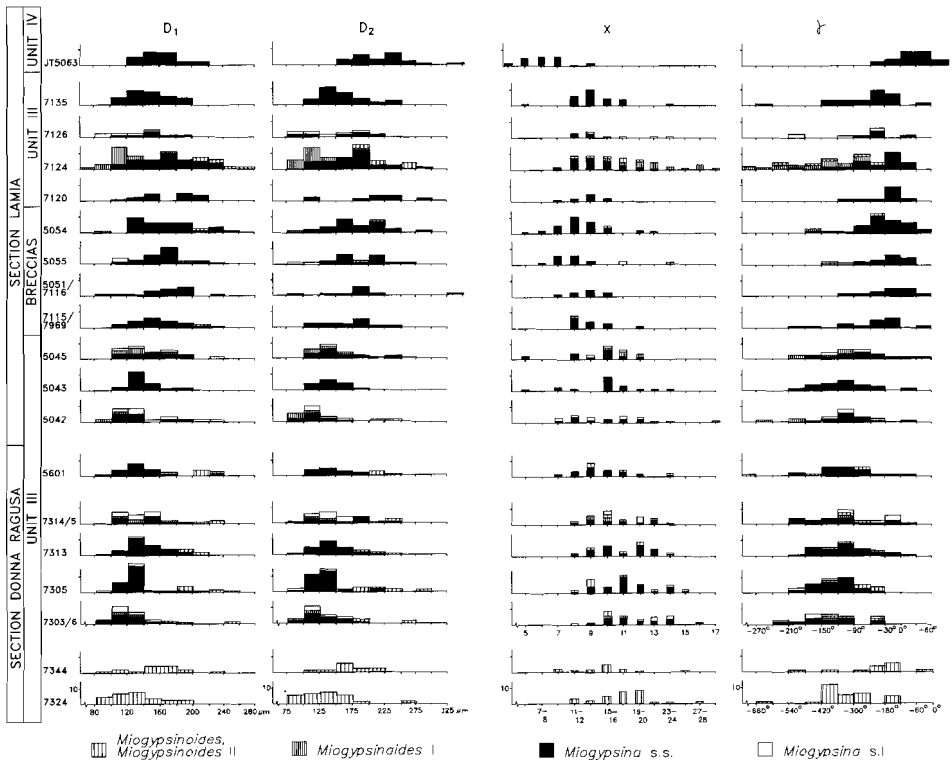 D₁ D₂ X γ
UNIT IV
UNIT III
BRECCIAS
SECTION LAMIA
UNIT III
SECTION DONNA RAGUSA
JT5063
7135
7126
7124
7120
5054
5055
5051/
7116
7115/
7969
5045
5043
5042
5601
7314/5
7313
7305
7303/6
7344
7324
5 7 9 11 13 15 17
-270° -210° -150° -90° -30° 0° -60°
10 10 10 10
80 120 160 200 240 280 µm
75 125 175 225 275 325 µm
7- 11- 15- 19- 23- 27-
8 12 16 20 24 28
-660° -540° -420° -300° -180° -60° 0°
Miogypsinoides,
Miogypsinoides II
Miogypsinoides I
Miogypsina s.s.
Miogypsina s.l